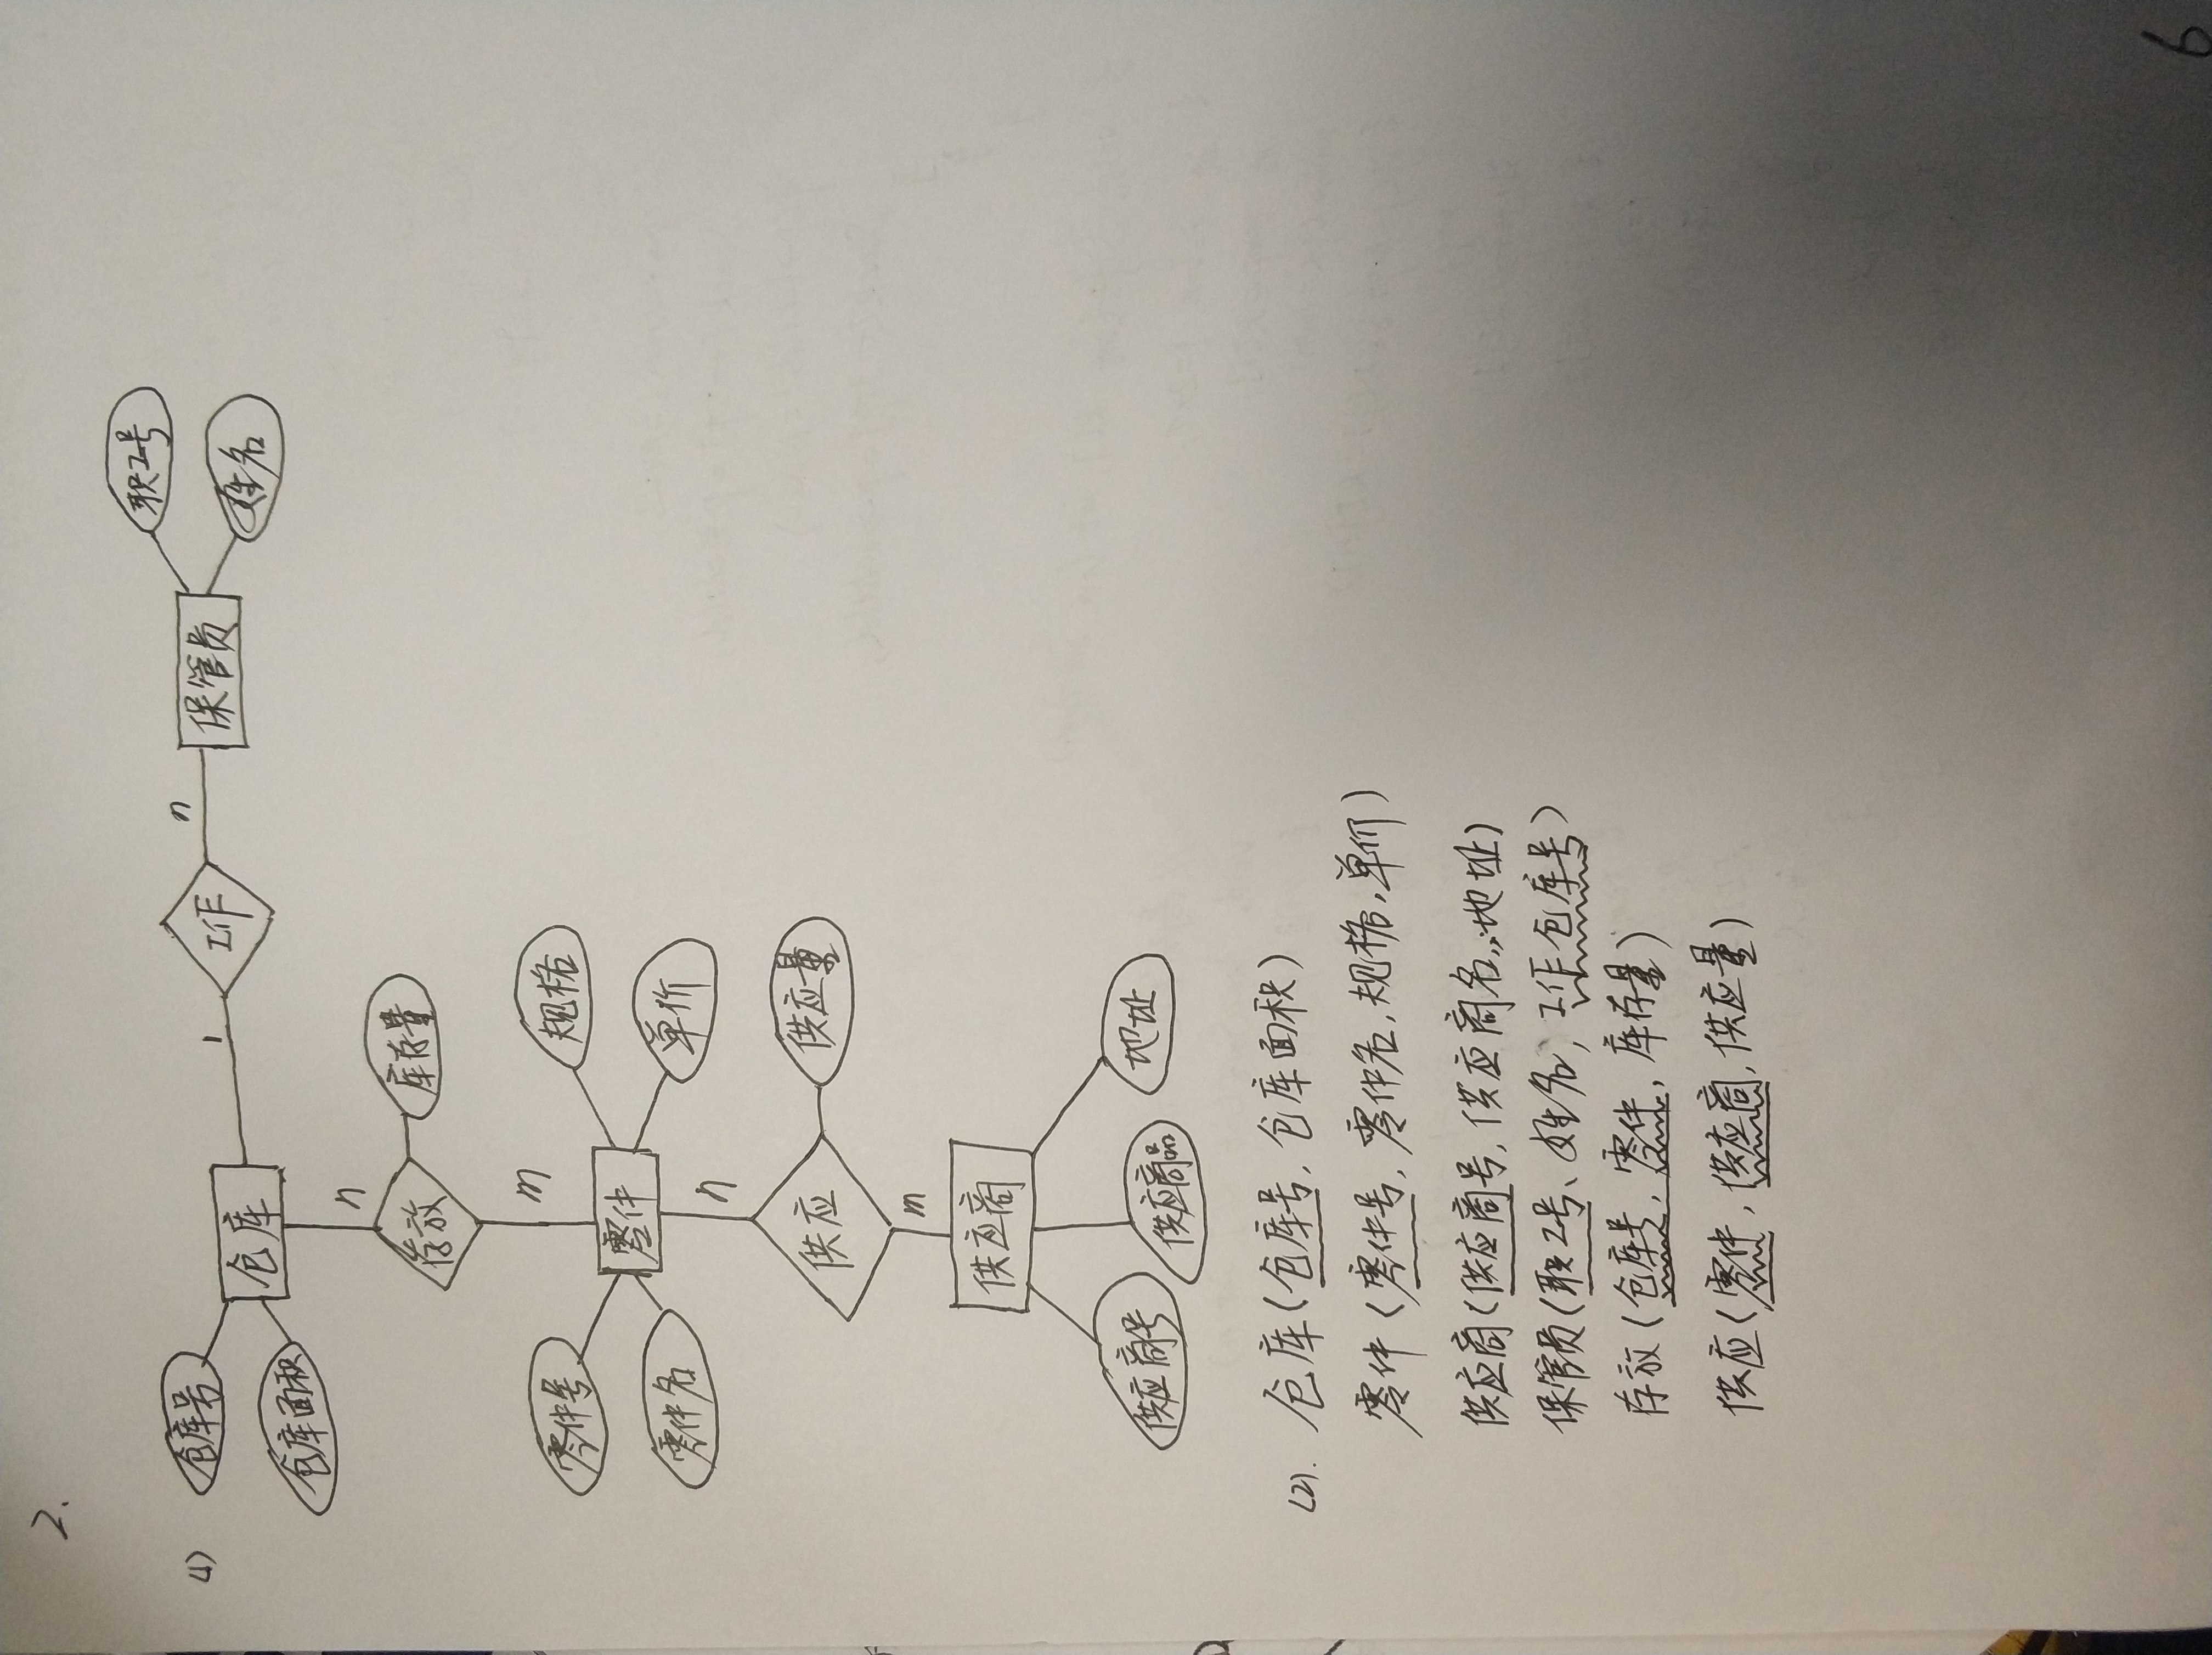 2.
(1)
仓库号
仓库面积
仓库
1
工作
n
保管员
职工号
姓名
n
存放
库存量
m
零件号
零件名
零件
规格
单价
n
供应
供应量
m
供应商
供应商号
供应商品
地址
(2). 仓库(仓库号, 仓库面积)
零件(零件号, 零件名, 规格, 单价)
供应商(供应商号, 供应商名, 地址)
保管员(职工号、姓名, 工作仓库号)
存放(仓库号, 零件, 库存量)
供应(零件, 供应商, 供应量)
6